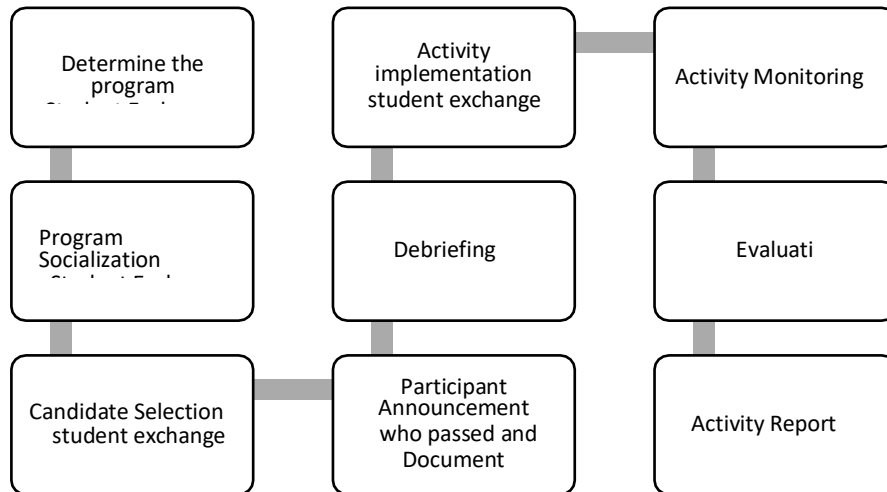 Determine the
program
Program
Socialization
Candidate Selection
student exchange
Participant
Announcement
who passed and
Document
Debriefing
Activity
implementation
student exchange
Activity Monitoring
Evaluati
Activity Report